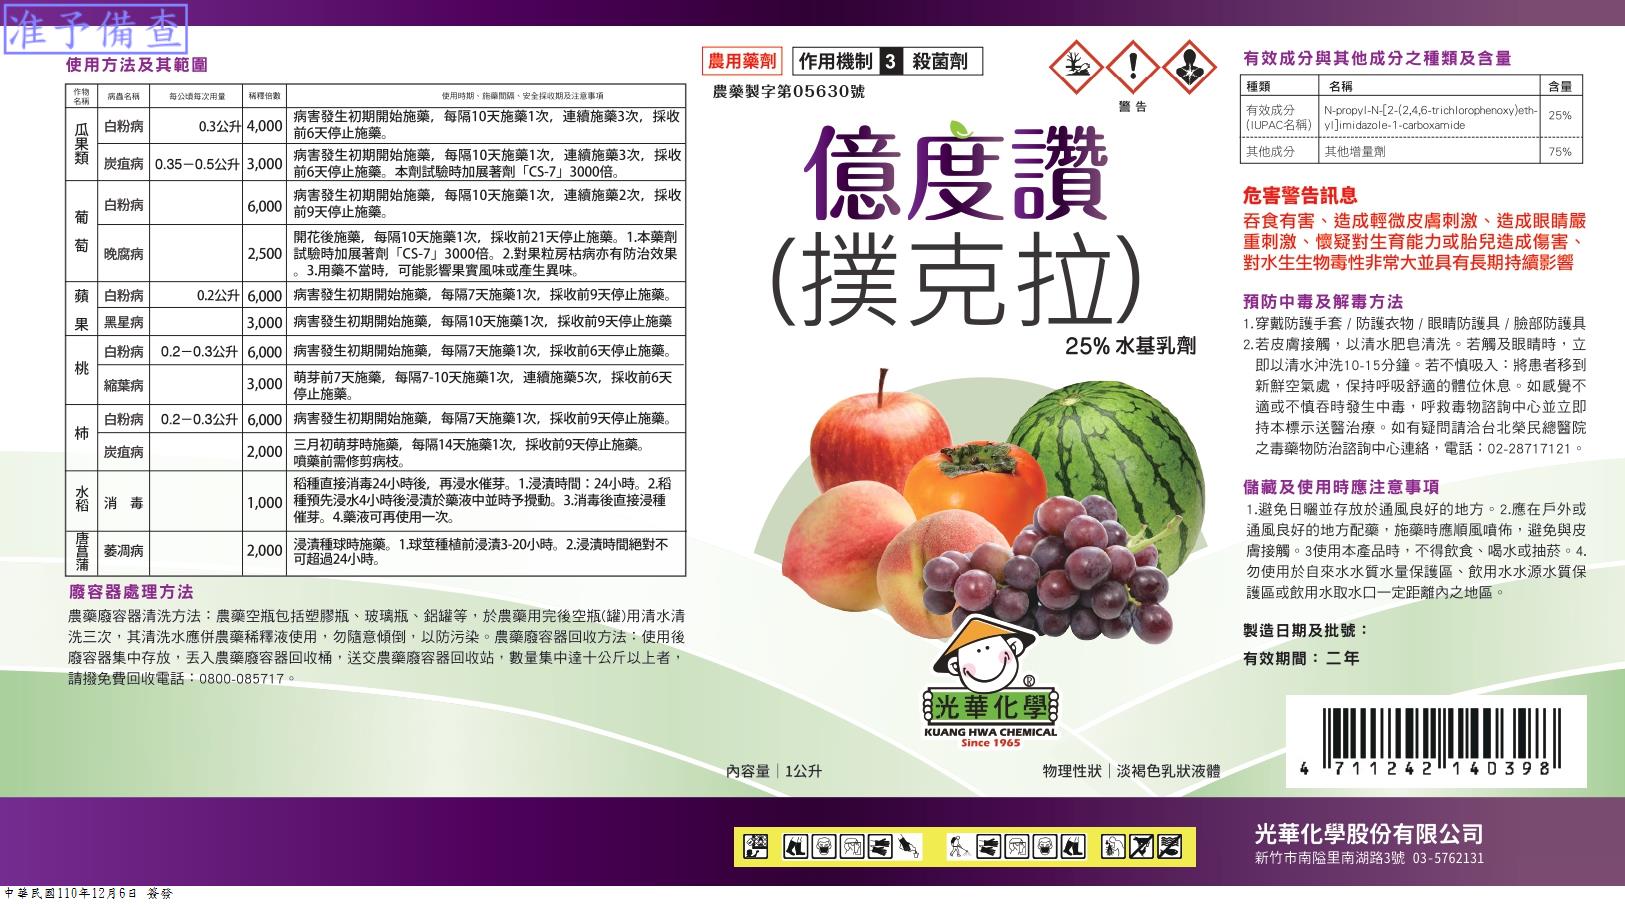 准予備查
使用方法及其範圍
作物名稱 病蟲名稱 每公頃每次用量 稀釋倍數 使用時期、施藥間隔、安全採收期及注意事項
瓜果類 白粉病 0.3公升 4,000 病害發生初期開始施藥，每隔10天施藥1次，連續施藥3次，採收
前6天停止施藥。
炭疽病 0.35－0.5公升 3,000 病害發生初期開始施藥，每隔10天施藥1次，連續施藥3次，採收
前6天停止施藥。本劑試驗時加展著劑「CS-7」3000倍。
葡萄 白粉病 6,000 病害發生初期開始施藥，每隔10天施藥1次，連續施藥2次，採收
前9天停止施藥。
晚腐病 2,500 開花後施藥，每隔10天施藥1次，採收前21天停止施藥。1.本藥劑
試驗時加展著劑「CS-7」3000倍。2.對果粒房枯病亦有防治效果
。3.用藥不當時，可能影響果實風味或產生異味。
蘋果 白粉病 0.2公升 6,000 病害發生初期開始施藥，每隔7天施藥1次，採收前9天停止施藥。
黑星病 3,000 病害發生初期開始施藥，每隔10天施藥1次，採收前9天停止施藥
桃 白粉病 0.2－0.3公升 6,000 病害發生初期開始施藥，每隔7天施藥1次，採收前6天停止施藥。
縮葉病 3,000 萌芽前7天施藥，每隔7-10天施藥1次，連續施藥5次，採收前6天
停止施藥。
柿 白粉病 0.2－0.3公升 6,000 病害發生初期開始施藥，每隔7天施藥1次，採收前9天停止施藥。
炭疽病 2,000 三月初萌芽時施藥，每隔14天施藥1次，採收前9天停止施藥。
噴藥前需修剪病枝。
水稻 消 毒 1,000 稻種直接消毒24小時後，再浸水催芽。1.浸漬時間：24小時。2.稻
種預先浸水4小時後浸漬於藥液中並時予攪動。3.消毒後直接浸種
催芽。4.藥液可再使用一次。
唐菖蒲 萎凋病 2,000 浸漬種球時施藥。1.球莖種植前浸漬3-20小時。2.浸漬時間絕對不
可超過24小時。
廢容器處理方法
農藥廢容器清洗方法：農藥空瓶包括塑膠瓶、玻璃瓶、鋁罐等，於農藥用完後空瓶(罐)用清水清
洗三次，其清洗水應併農藥稀釋液使用，勿隨意傾倒，以防污染。農藥廢容器回收方法：使用後
廢容器集中存放，丟入農藥廢容器回收桶，送交農藥廢容器回收站，數量集中達十公斤以上者，
請撥免費回收電話：0800-085717。
農用藥劑 作用機制 3 殺菌劑
農藥製字第05630號
警告
億度讚
(撲克拉)
25% 水基乳劑
光華化學
®
KUANG HWA CHEMICAL
Since 1965
內容量｜1公升 物理性狀｜淡褐色乳狀液體
有效成分與其他成分之種類及含量
種類 名稱 含量
有效成分
(IUPAC名稱) N-propyl-N-[2-(2,4,6-trichlorophenoxy)eth-
yl]imidazole-1-carboxamide 25%
其他成分 其他增量劑 75%
危害警告訊息
吞食有害、造成輕微皮膚刺激、造成眼睛嚴
重刺激、懷疑對生育能力或胎兒造成傷害、
對水生生物毒性非常大並具有長期持續影響
預防中毒及解毒方法
1.穿戴防護手套 / 防護衣物 / 眼睛防護具 / 臉部防護具
2.若皮膚接觸，以清水肥皂清洗。若觸及眼睛時，立
即以清水沖洗10-15分鐘。若不慎吸入：將患者移到
新鮮空氣處，保持呼吸舒適的體位休息。如感覺不
適或不慎吞時發生中毒，呼救毒物諮詢中心並立即
持本標示送醫治療。如有疑問請洽台北榮民總醫院
之毒藥物防治諮詢中心連絡，電話：02-28717121。
儲藏及使用時應注意事項
1.避免日曬並存放於通風良好的地方。2.應在戶外或
通風良好的地方配藥，施藥時應順風噴佈，避免與皮
膚接觸。3使用本產品時，不得飲食、喝水或抽菸。4.
勿使用於自來水水質水量保護區、飲用水水源水質保
護區或飲用水取水口一定距離內之地區。
製造日期及批號：
有效期間：二年
4 711242 140398
光華化學股份有限公司
新竹市南隘里南湖路3號 03-5762131
中華民國110年12月6日 簽發